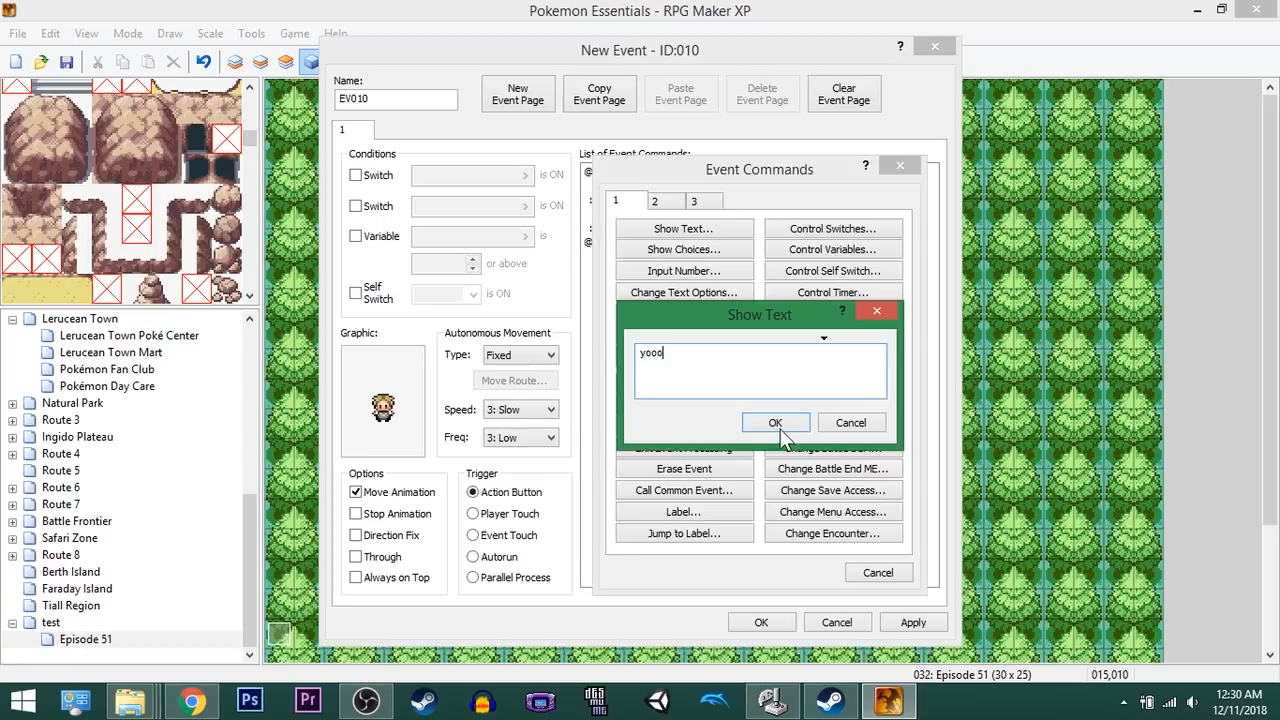 Pokemon Essentials - RPG Maker XP
File Edit View Mode Draw Scale Tools Game Help
New Event - ID:010
?
Name:
EV010
New Event Page
Copy Event Page
Paste Event Page
Delete Event Page
Clear Event Page
1
Conditions
Switch
is ON
Switch
is ON
Variable
is
or above
Self Switch
is ON
Graphic:
Autonomous Movement
Type: Fixed
Move Route...
Speed: 3: Slow
Freq: 3: Low
Options
Move Animation
Stop Animation
Direction Fix
Through
Always on Top
Trigger
Action Button
Player Touch
Event Touch
Autorun
Parallel Process
List of Event Commands:
@
:
:
@
Event Commands
?
1 2 3
Show Text... Control Switches...
Show Choices... Control Variables...
Input Number... Control Self Switch...
Change Text Options... Control Timer...
Show Text
?
yooo
OK Cancel
Erase Event Change Battle End ME...
Call Common Event... Change Save Access...
Label... Change Menu Access...
Jump to Label... Change Encounter...
Cancel
OK Cancel Apply
Lerucean Town
Lerucean Town Poké Center
Lerucean Town Mart
Pokémon Fan Club
Pokémon Day Care
Natural Park
Route 3
Ingido Plateau
Route 4
Route 5
Route 6
Route 7
Battle Frontier
Safari Zone
Route 8
Berth Island
Faraday Island
Tiall Region
test
Episode 51
032: Episode 51 (30 x 25)
015,010
Ps
Pr
12:30 AM
12/11/2018